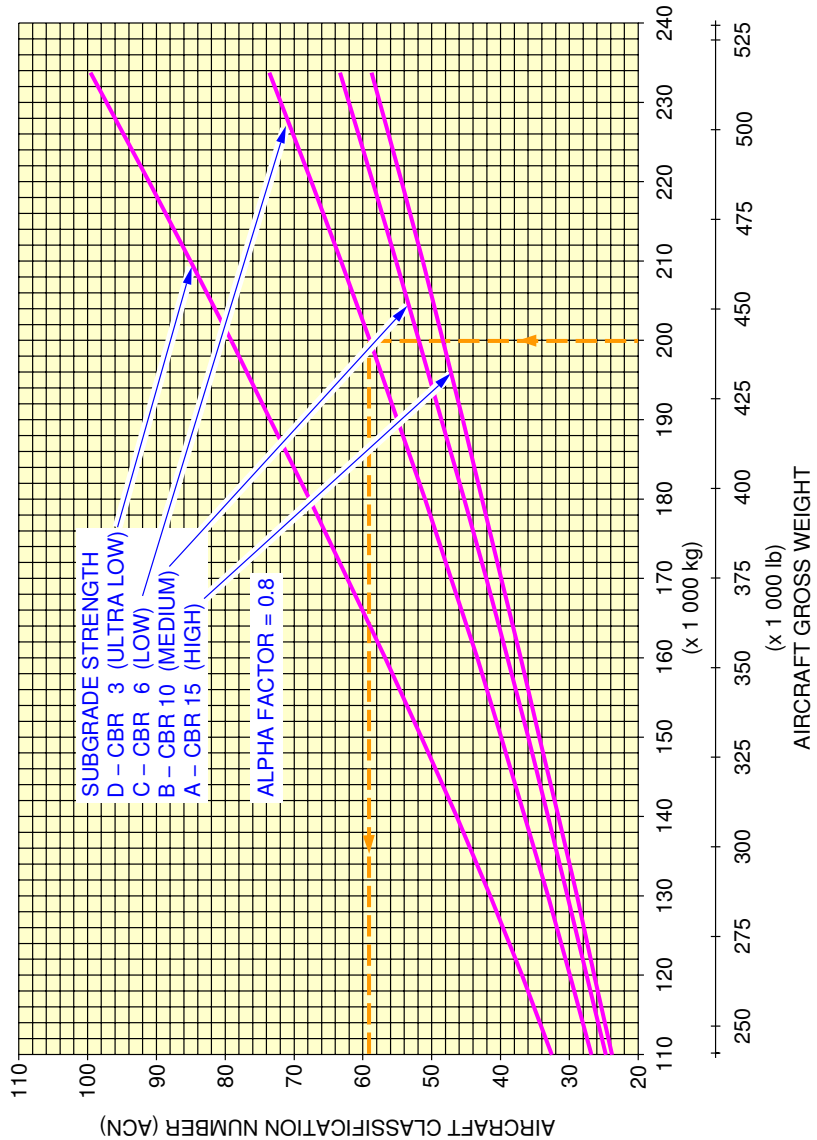 AIRCRAFT CLASSIFICATION NUMBER (ACN)
110
100
90
80
70
60
50
40
30
20
SUBGRADE STRENGTH
D – CBR 3 (ULTRA LOW)
C – CBR 6 (LOW)
B – CBR 10 (MEDIUM)
A – CBR 15 (HIGH)
ALPHA FACTOR = 0.8
110 120 130 140 150 160 170 180 190 200 210 220 230 240
(x 1 000 kg)
250 275 300 325 350 375 400 425 450 475 500 525
(x 1 000 lb)
AIRCRAFT GROSS WEIGHT